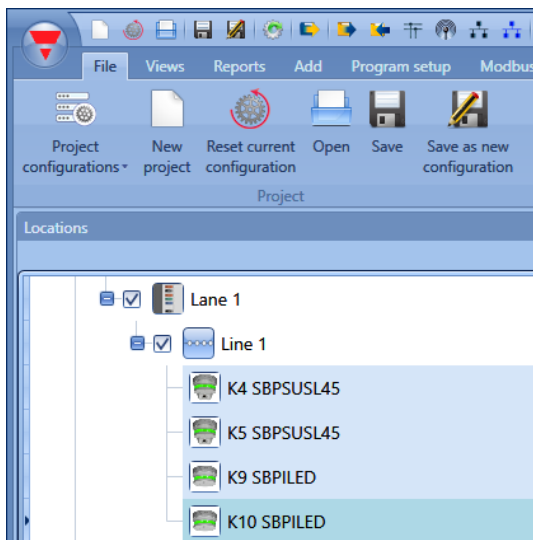 File Views Reports Add Program setup Modbus
Project New Reset current Open Save Save as new
configurations project configuration configuration
Project
Locations
Lane 1
Line 1
K4 SBPSUSL45
K5 SBPSUSL45
K9 SBPILED
K10 SBPILED